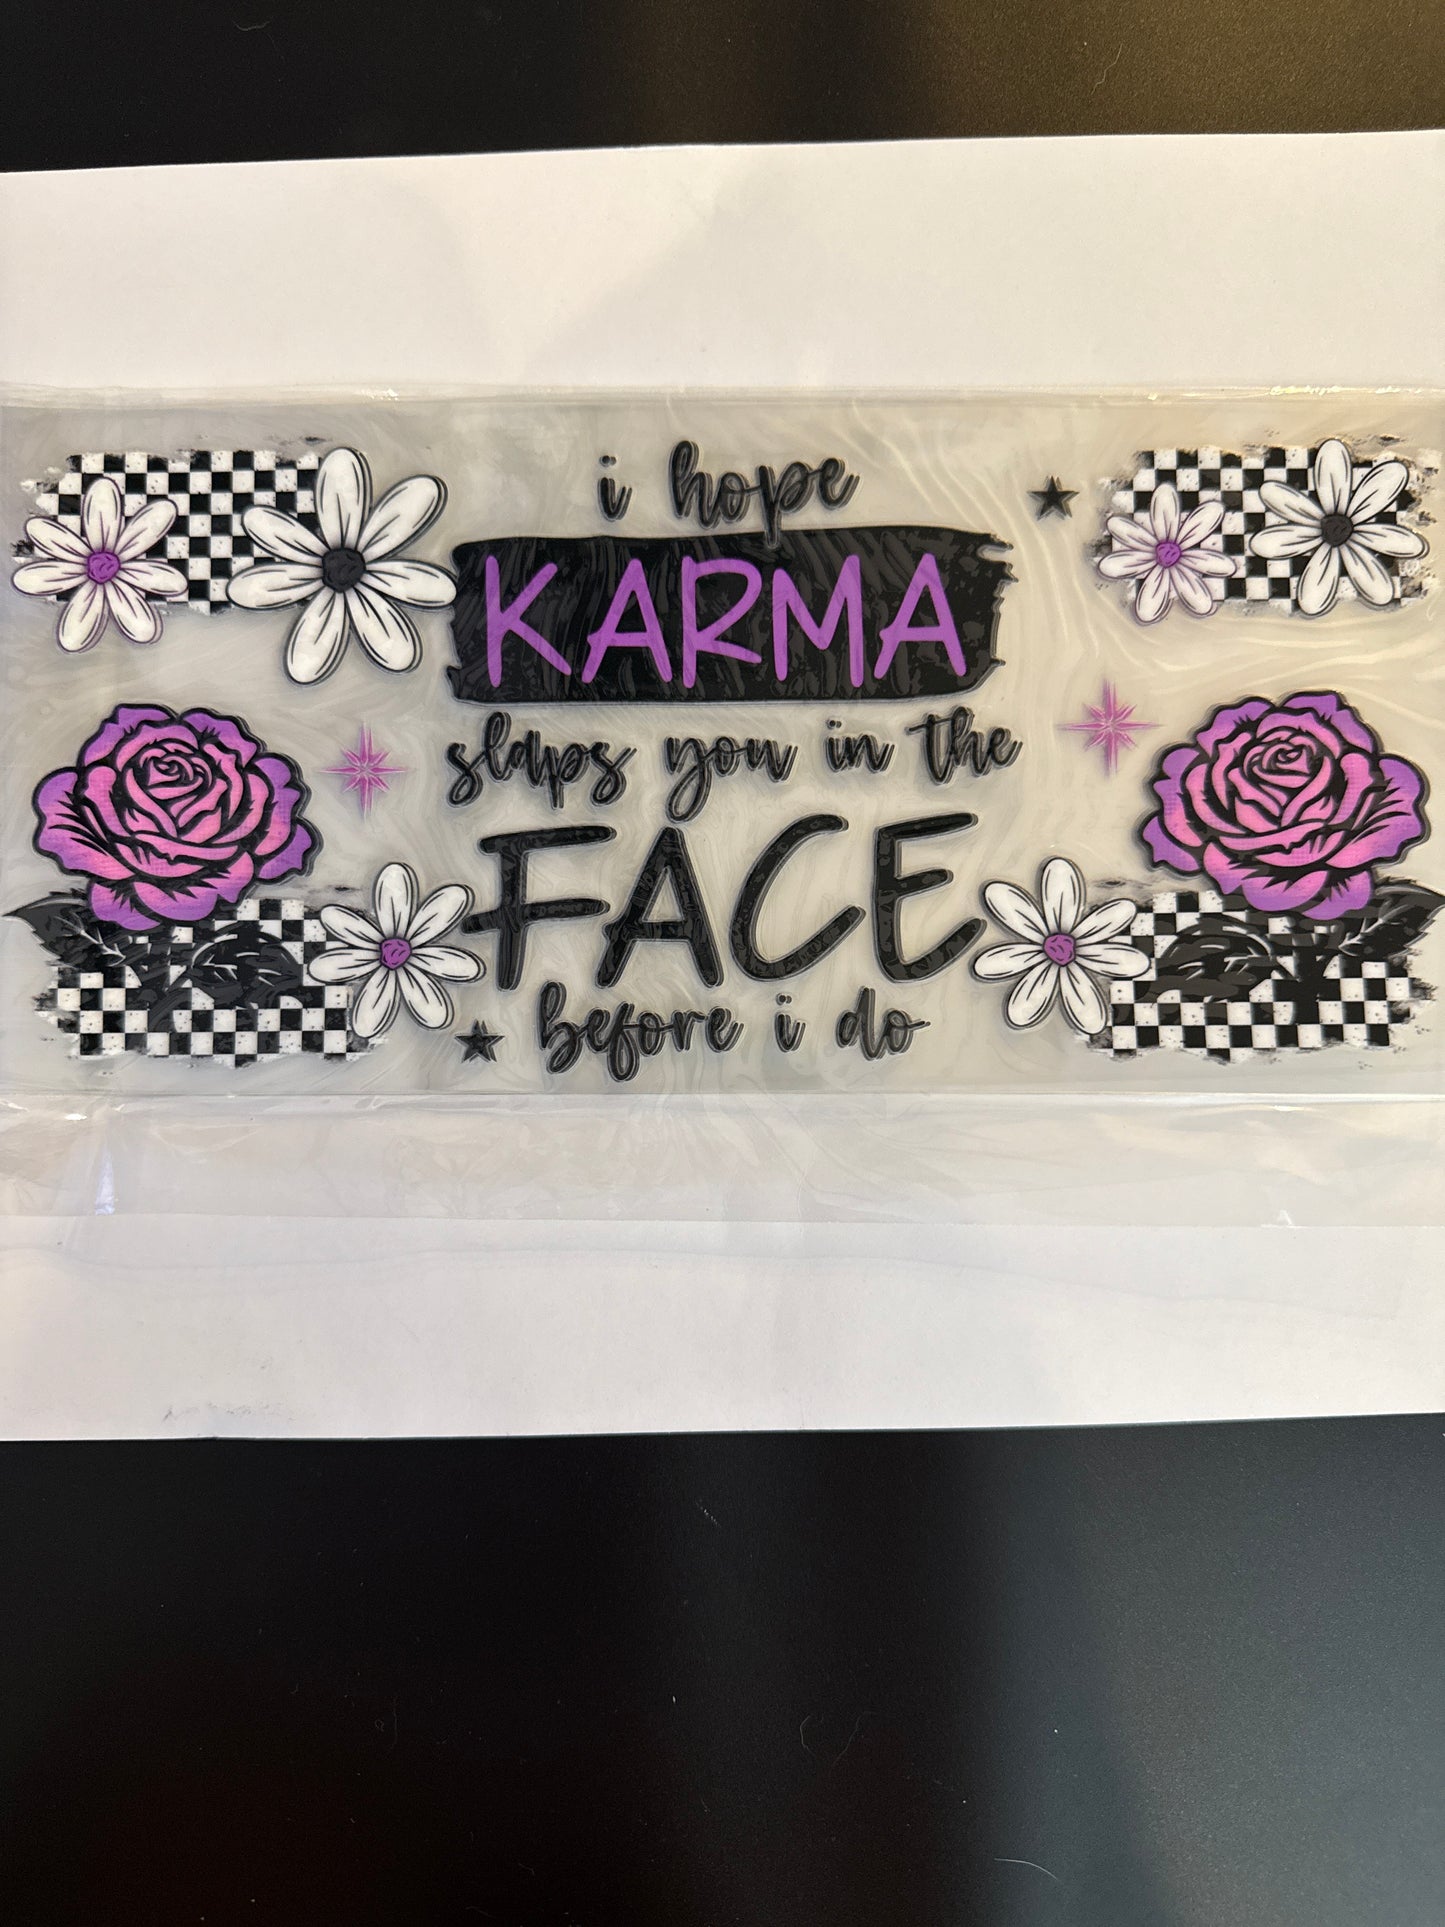 i hope
KARMA
slaps you in the
FACE
before i do